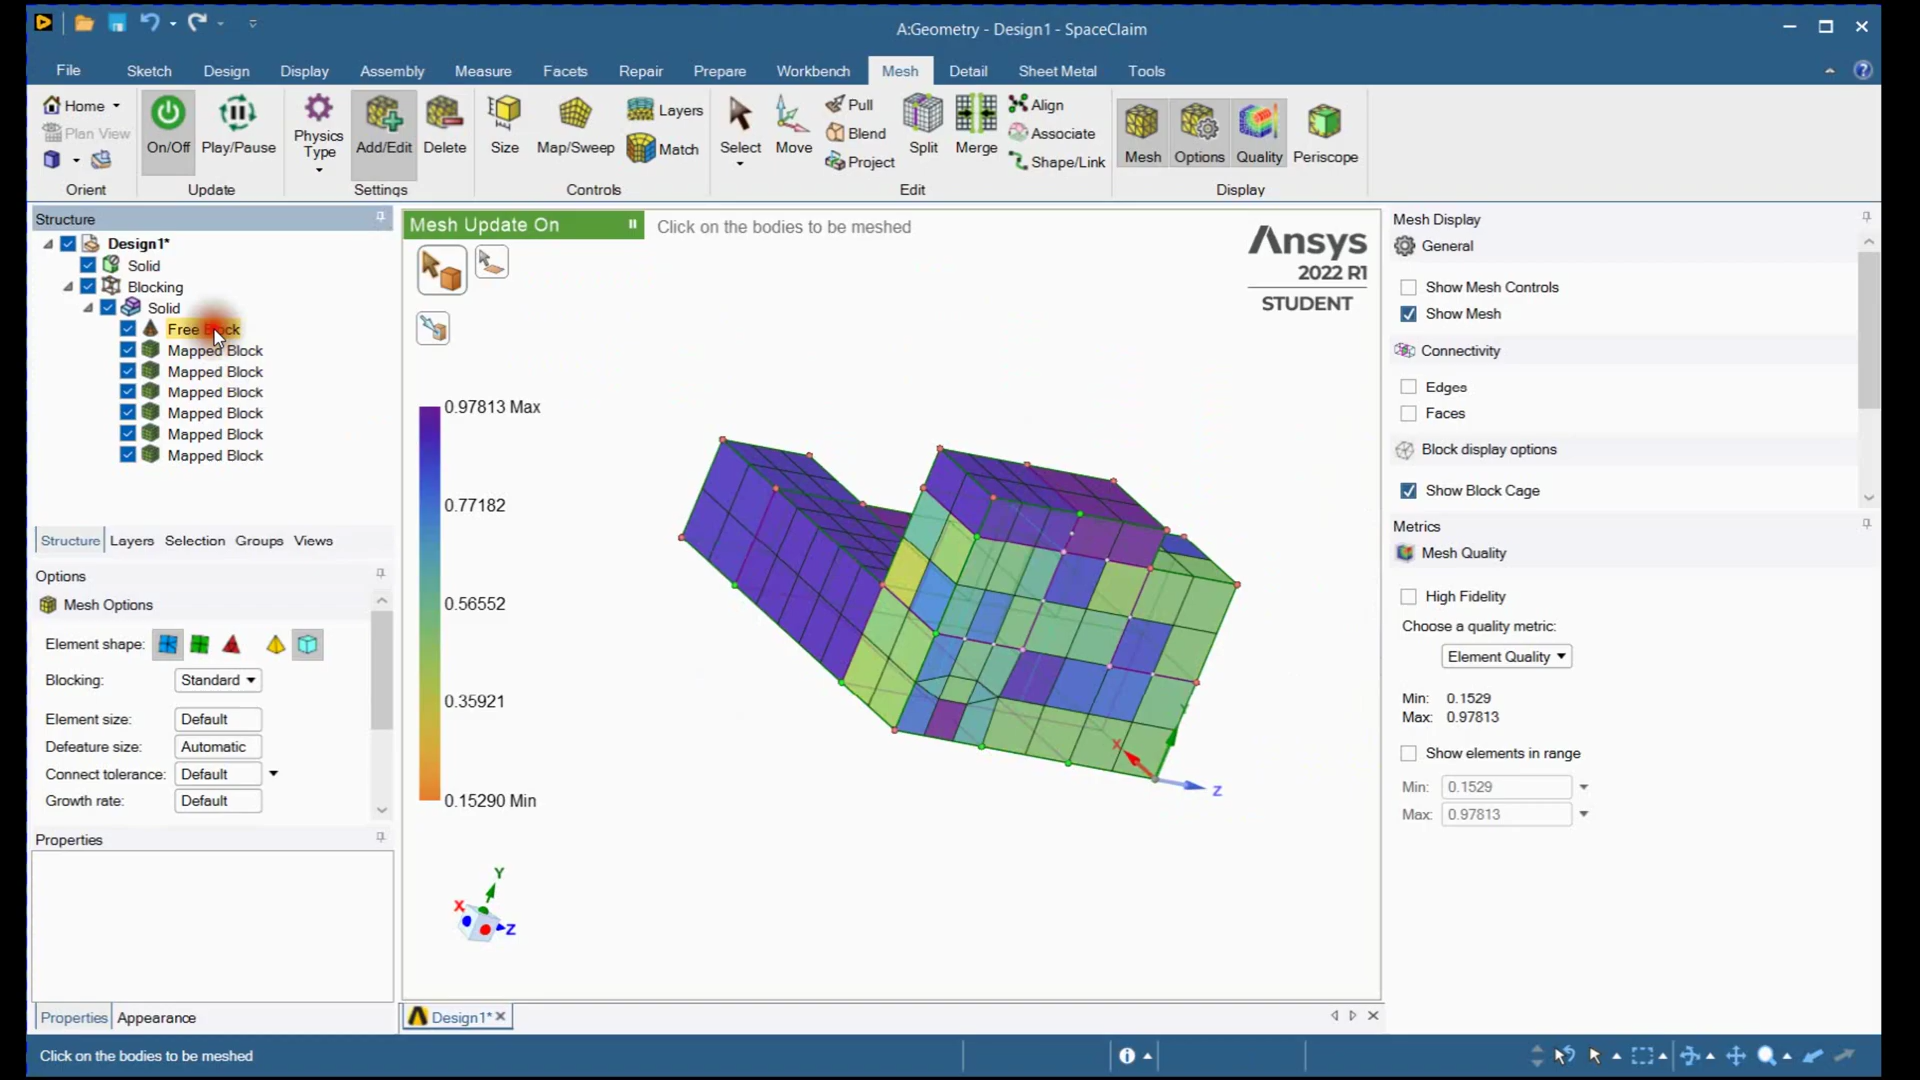 A:Geometry - Design1 - SpaceClaim
File Sketch Design Display Assembly Measure Facets Repair Prepare Workbench Mesh Detail Sheet Metal Tools
Home
Plan View
Orient
On/Off
Play/Pause
Update
Physics Type
Add/Edit
Delete
Settings
Size
Map/Sweep
Layers
Match
Controls
Select
Move
Pull
Blend
Project
Split
Merge
Align
Associate
Shape/Link
Edit
Mesh
Options
Quality
Periscope
Display
Structure
Design1*
Solid
Blocking
Solid
Free Block
Mapped Block
Mapped Block
Mapped Block
Mapped Block
Mapped Block
Mapped Block
Structure Layers Selection Groups Views
Options
Mesh Options
Element shape:
Blocking: Standard
Element size: Default
Defeature size: Automatic
Connect tolerance: Default
Growth rate: Default
Properties
Properties Appearance
Mesh Update On
Click on the bodies to be meshed
Ansys
2022 R1
STUDENT
0.97813 Max
0.77182
0.56552
0.35921
0.15290 Min
X
Y
Z
Y
X
Z
Design1*
Mesh Display
General
Show Mesh Controls
Show Mesh
Connectivity
Edges
Faces
Block display options
Show Block Cage
Metrics
Mesh Quality
High Fidelity
Choose a quality metric:
Element Quality
Min: 0.1529
Max: 0.97813
Show elements in range
Min: 0.1529
Max: 0.97813
Click on the bodies to be meshed